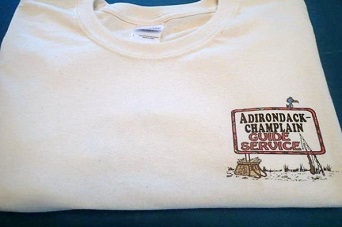 ADIRONDACK-
CHAMPLAIN
GUIDE
SERVICE